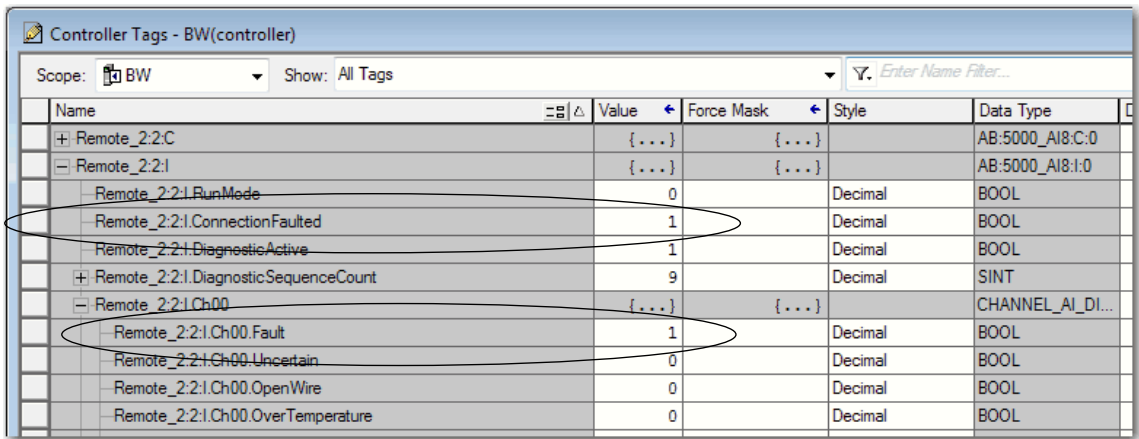 Controller Tags - BW(controller)
Scope: BW Show: All Tags Enter Name Filter...
Name Value Force Mask Style Data Type D
Remote_2:2:C {...} {...} AB:5000_AI8:C:0
Remote_2:2:I {...} {...} AB:5000_AI8:I:0
Remote_2:2:I.RunMode 0 Decimal BOOL
Remote_2:2:I.ConnectionFaulted 1 Decimal BOOL
Remote_2:2:I.DiagnosticActive 1 Decimal BOOL
Remote_2:2:I.DiagnosticSequenceCount 9 Decimal SINT
Remote_2:2:I.Ch00 {...} {...} CHANNEL_AI_DI...
Remote_2:2:I.Ch00.Fault 1 Decimal BOOL
Remote_2:2:I.Ch00.Uncertain 0 Decimal BOOL
Remote_2:2:I.Ch00.OpenWire 0 Decimal BOOL
Remote_2:2:I.Ch00.OverTemperature 0 Decimal BOOL